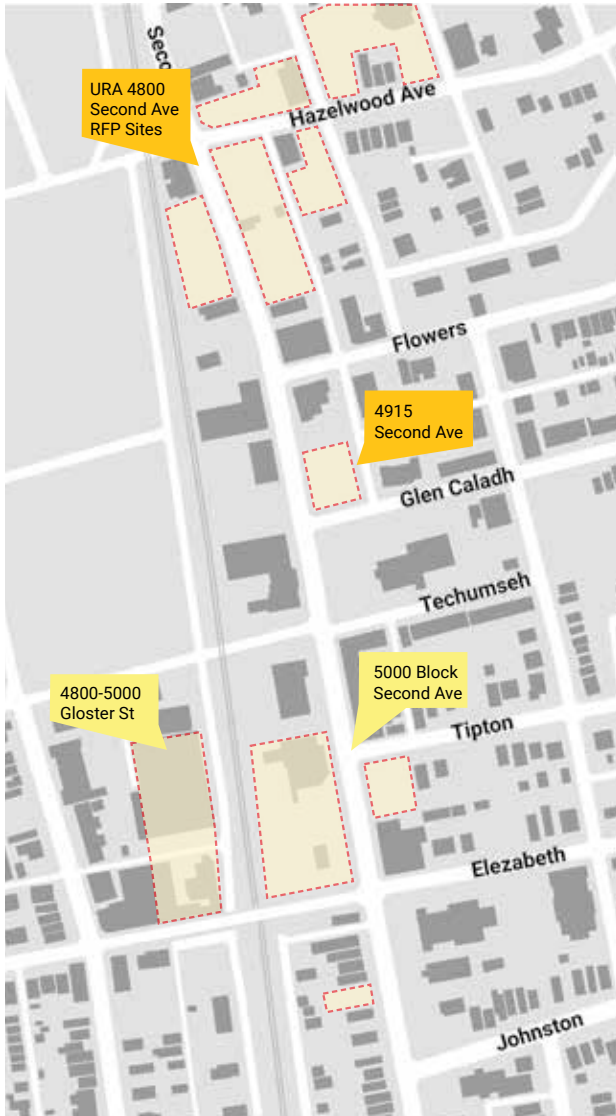 Seco
URA 4800
Second Ave
RFP Sites
Hazelwood Ave
Flowers
4915
Second Ave
Glen Caladh
Techumseh
4800-5000
Gloster St
5000 Block
Second Ave
Tipton
Elezabeth
Johnston